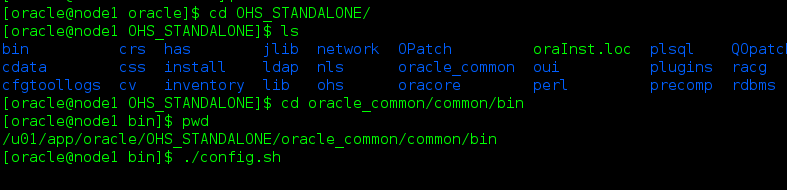 [oracle@node1 oracle]$ cd OHS_STANDALONE/
[oracle@node1 OHS_STANDALONE]$ ls
bin crs has jlib network OPatch oraInst.loc plsql QOpatc
cdata css install ldap nls oracle_common oui plugins racg
cfgtoollogs cv inventory lib ohs oracore perl precomp rdbms
[oracle@node1 OHS_STANDALONE]$ cd oracle_common/common/bin
[oracle@node1 bin]$ pwd
/u01/app/oracle/OHS_STANDALONE/oracle_common/common/bin
[oracle@node1 bin]$ ./config.sh